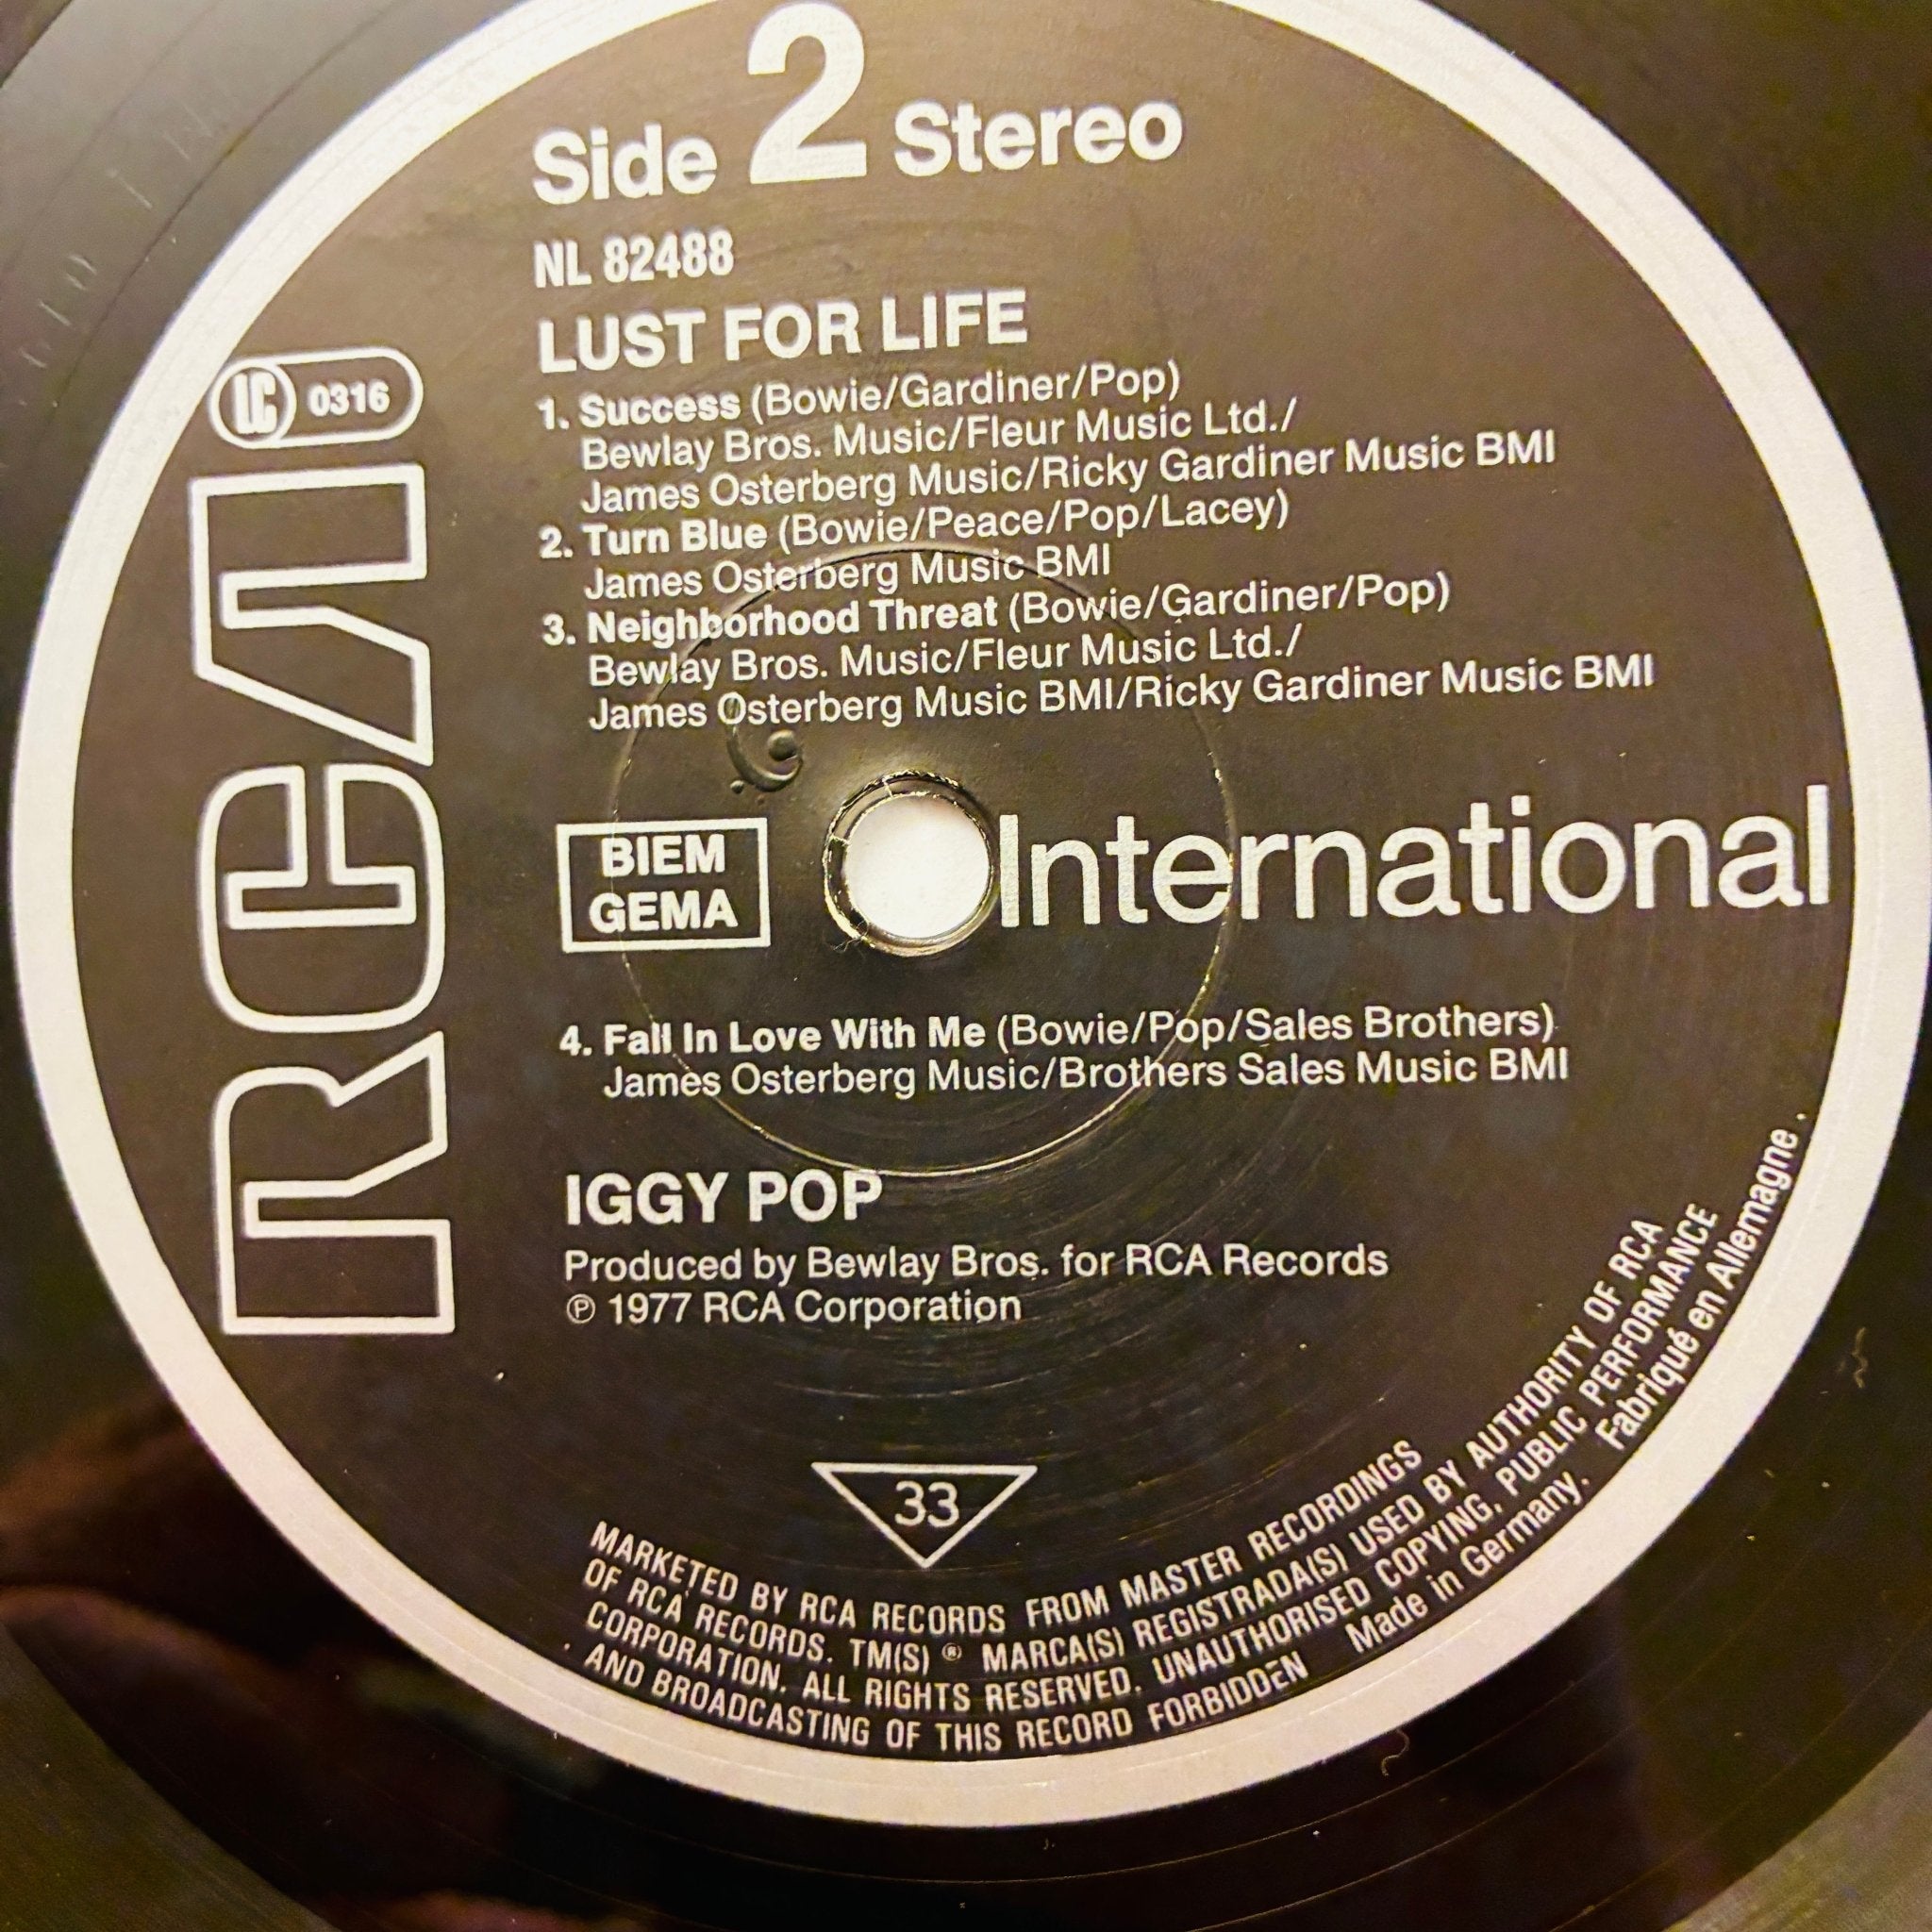 Side 2 Stereo
NL 82488
LUST FOR LIFE
1. Success (Bowie/Gardiner/Pop)
Bewlay Bros. Music/Fleur Music Ltd./
James Osterberg Music/Ricky Gardiner Music BMI
2. Turn Blue (Bowie/Peace/Pop/Lacey)
James Osterberg Music BMI
3. Neighborhood Threat (Bowie/Gardiner/Pop)
Bewlay Bros. Music/Fleur Music Ltd./
James Osterberg Music BMI/Ricky Gardiner Music BMI
LC 0316
RCA
BIEM
GEMA
International
4. Fall In Love With Me (Bowie/Pop/Sales Brothers)
James Osterberg Music/Brothers Sales Music BMI
IGGY POP
Produced by Bewlay Bros. for RCA Records
℗ 1977 RCA Corporation
33
MARKETED BY RCA RECORDS FROM MASTER RECORDINGS
OF RCA RECORDS. TM(S) ® MARCA(S) REGISTRADA(S) USED BY AUTHORITY OF RCA
CORPORATION. ALL RIGHTS RESERVED. UNAUTHORISED COPYING, PUBLIC PERFORMANCE
AND BROADCASTING OF THIS RECORD FORBIDDEN Made in Germany. Fabriqué en Allemagne.